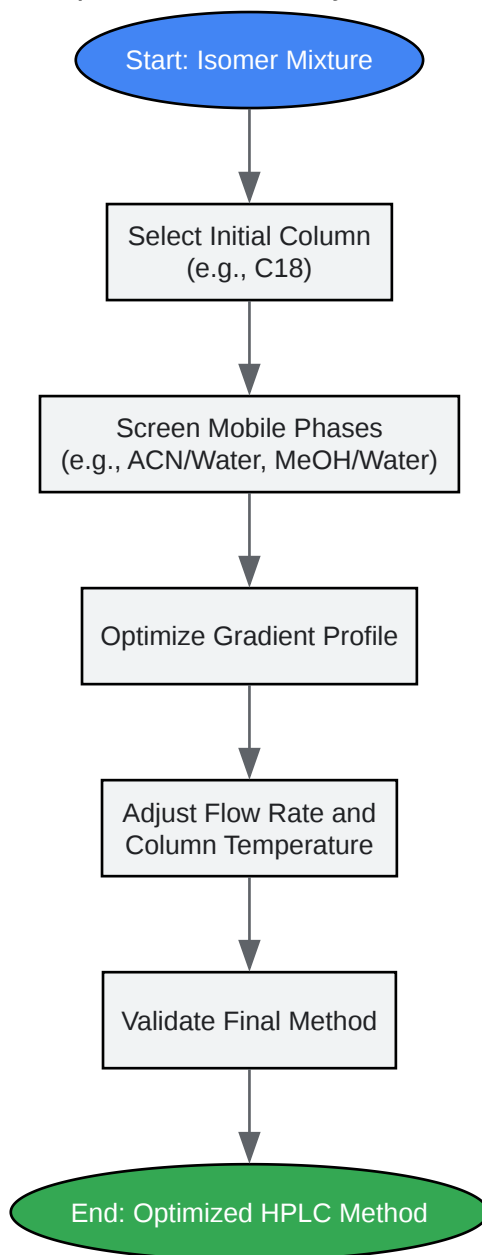 Start: Isomer Mixture
Select Initial Column
(e.g., C18)
Screen Mobile Phases
(e.g., ACN/Water, MeOH/Water)
Optimize Gradient Profile
Adjust Flow Rate and
Column Temperature
Validate Final Method
End: Optimized HPLC Method